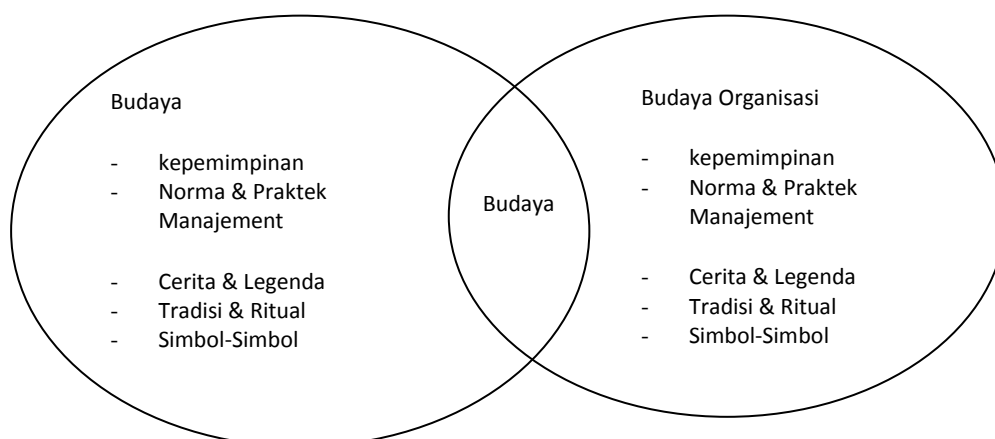 Budaya
- kepemimpinan
- Norma & Praktek
Manajement
- Cerita & Legenda
- Tradisi & Ritual
- Simbol-Simbol
Budaya
Budaya Organisasi
- kepemimpinan
- Norma & Praktek
Manajement
- Cerita & Legenda
- Tradisi & Ritual
- Simbol-Simbol